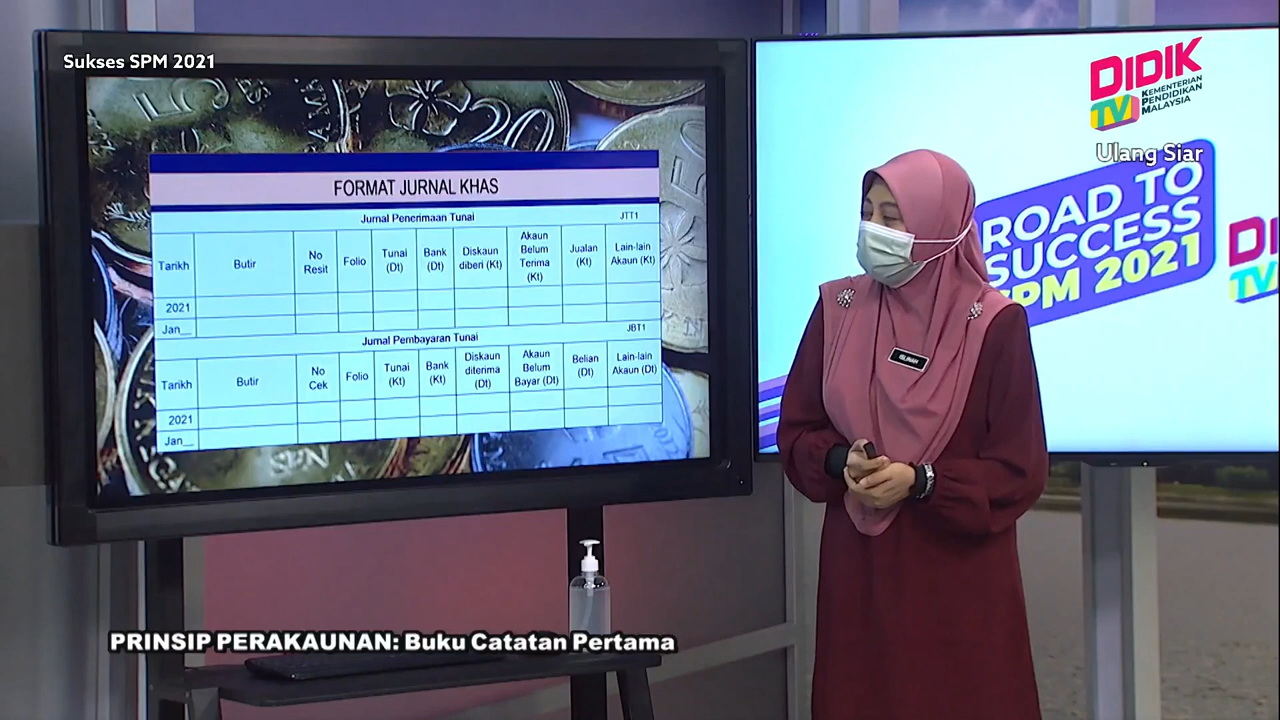 Sukses SPM 2021
DIDIK
TV
KEMENTERIAN
PENDIDIKAN
MALAYSIA
Ulang Siar
FORMAT JURNAL KHAS
Jurnal Penerimaan Tunai JTT1
Tarikh Butir No Resit Folio Tunai (Dt) Bank (Dt) Diskaun diberi (Kt) Akaun Belum Terima (Kt) Jualan (Kt) Lain-lain Akaun (Kt)
2021
Jan__
Jurnal Pembayaran Tunai JBT1
Tarikh Butir No Cek Folio Tunai (Kt) Bank (Kt) Diskaun diterima (Dt) Akaun Belum Bayar (Dt) Belian (Dt) Lain-lain Akaun (Dt)
2021
Jan__
20
ROAD TO
SUCCESS
SPM 2021
DI
TV
PRINSIP PERAKAUNAN: Buku Catatan Pertama